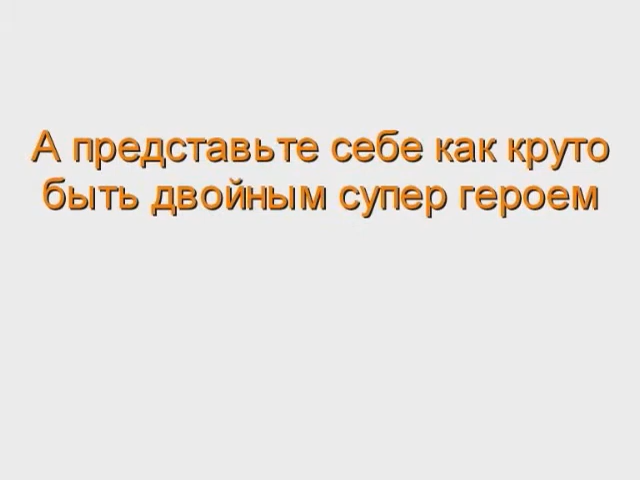 А представьте себе как круто
быть двойным супер героем